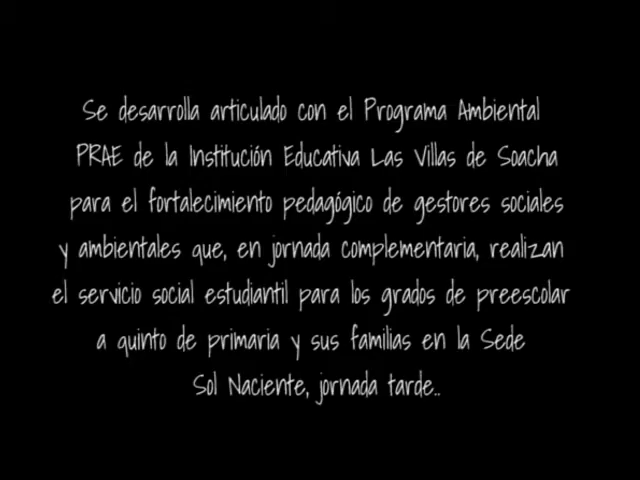 Se desarrolla articulado con el Programa Ambiental
PRAE de la Institución Educativa Las Villas de Soacha
para el fortalecimiento pedagógico de gestores sociales
y ambientales que, en jornada complementaria, realizan
el servicio social estudiantil para los grados de preescolar
a quinto de primaria y sus familias en la Sede
Sol Naciente, jornada tarde..